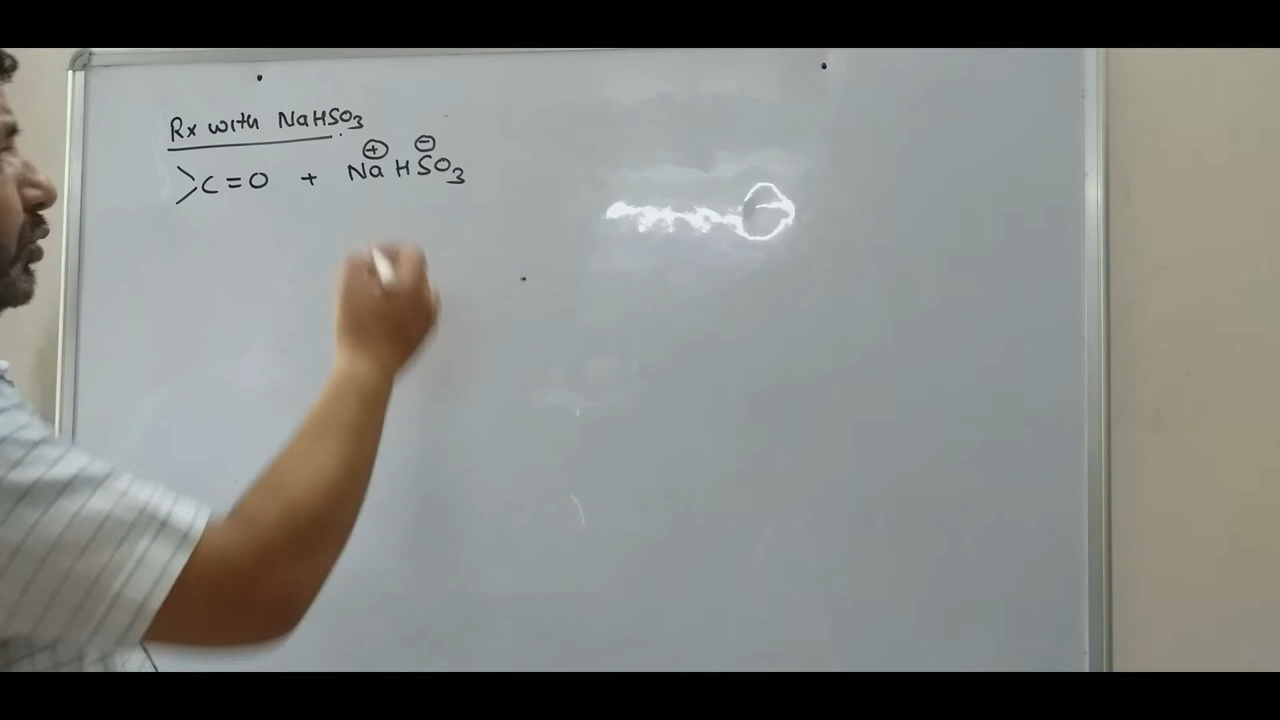 Rx with NaHSO3
>C=O + Na⊕ HSO3⊖